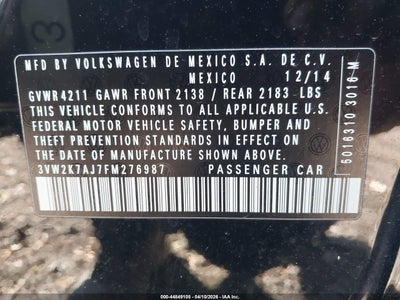 MFD BY VOLKSWAGEN DE MEXICO S.A. DE C.V.
MEXICO 12/14
GVWR 4211 GAWR FRONT 2138 / REAR 2183 LBS
THIS VEHICLE CONFORMS TO ALL APPLICABLE U.S.
FEDERAL MOTOR VEHICLE SAFETY, BUMPER AND
THEFT PREVENTION STANDARDS IN EFFECT ON THE
DATE OF MANUFACTURE SHOWN ABOVE.
3VW2K7AJ7FM276987 PASSENGER CAR
6016310 3016 M
13
000-44849105 - 04/10/2026 - IAA Inc.